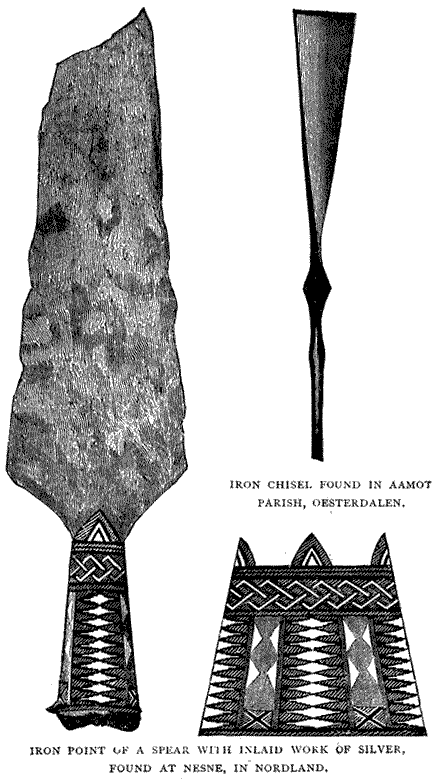 IRON CHISEL FOUND IN AAMOT
PARISH, OESTERDALEN.
IRON POINT OF A SPEAR WITH INLAID WORK OF SILVER,
FOUND AT NESNE, IN NORDLAND.